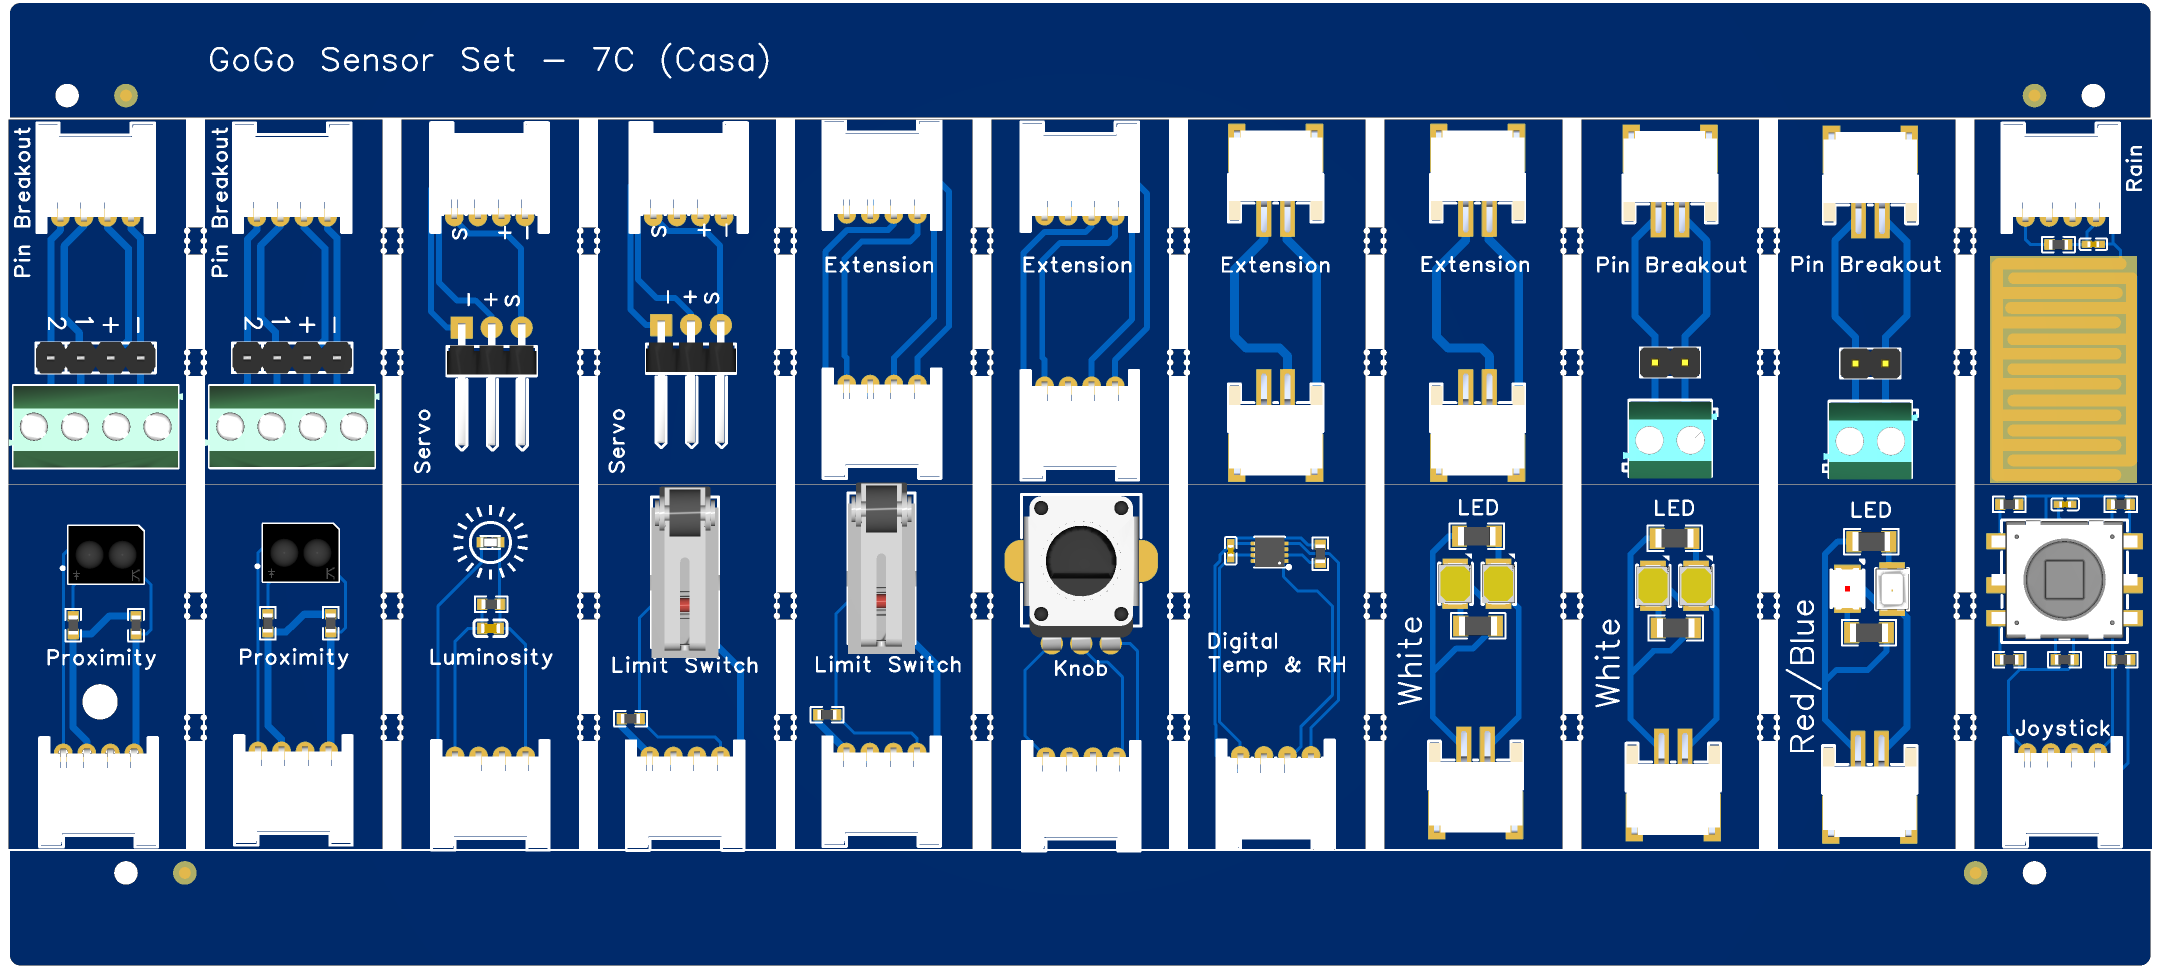 GoGo Sensor Set - 7C (Casa)
Pin Breakout
2 1 + -
Pin Breakout
2 1 + -
S + -
- + S
Servo
S + -
- + S
Servo
Extension
Extension
Extension
Extension
Pin Breakout
Pin Breakout
Rain
Proximity
Proximity
Luminosity
Limit Switch
Limit Switch
Knob
Digital
Temp & RH
LED
White
LED
White
LED
Red/Blue
Joystick